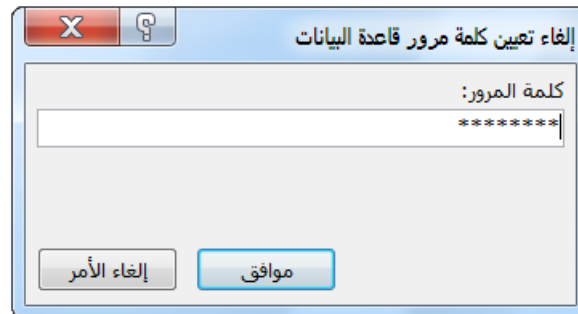 إلغاء تعيين كلمة مرور قاعدة البيانات
كلمة المرور:
********
موافق
إلغاء الأمر